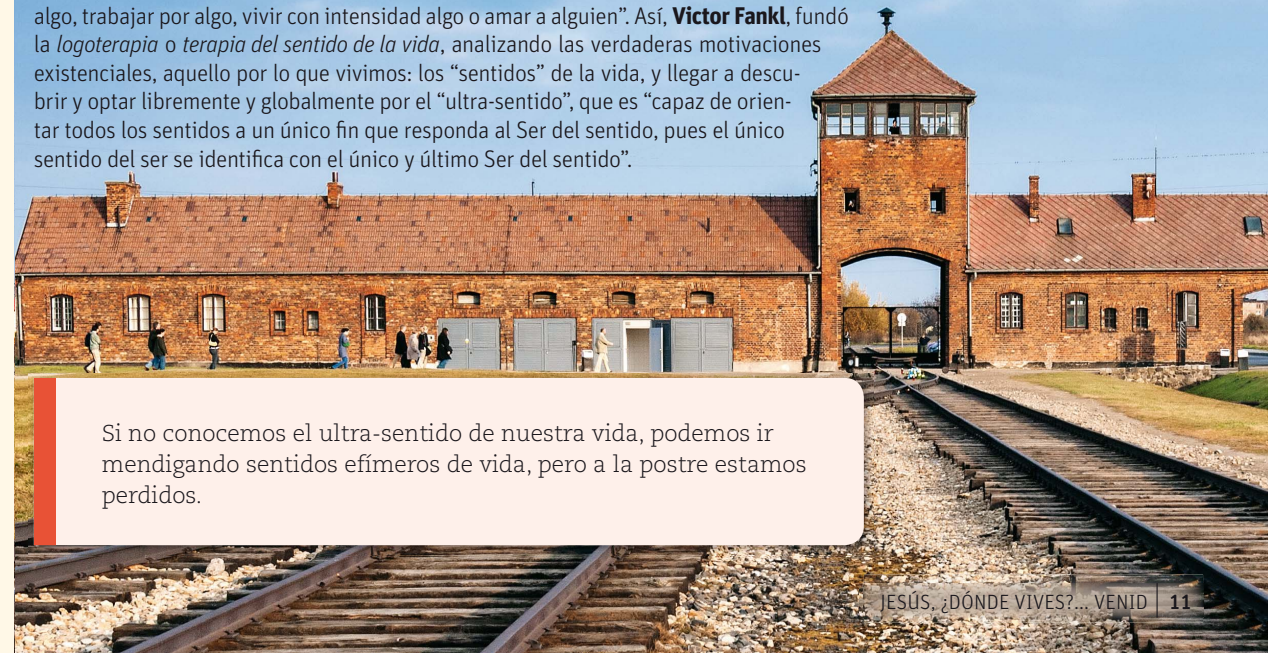 algo, trabajar por algo, vivir con intensidad algo o amar a alguien”. Así, Victor Fankl, fundó
la logoterapia o terapia del sentido de la vida, analizando las verdaderas motivaciones
existenciales, aquello por lo que vivimos: los “sentidos” de la vida, y llegar a descu-
brir y optar libremente y globalmente por el “ultra-sentido”, que es “capaz de orien-
tar todos los sentidos a un único fin que responda al Ser del sentido, pues el único
sentido del ser se identifica con el único y último Ser del sentido”.
Si no conocemos el ultra-sentido de nuestra vida, podemos ir
mendigando sentidos efímeros de vida, pero a la postre estamos
perdidos.
JESÚS, ¿DÓNDE VIVES?... VENID | 11